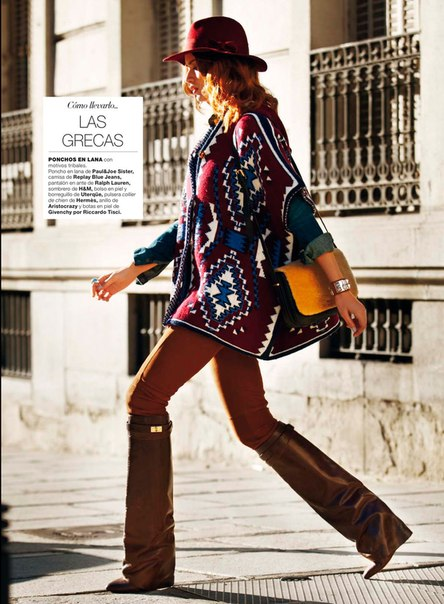 Cómo llevarlo...
LAS
GRECAS
PONCHOS EN LANA con
motivos tribales.
Poncho en lana de Paul&Joe Sister,
camisa de Replay Blue Jeans,
pantalón en ante de Ralph Lauren,
sombrero de H&M, bolso en piel y
borreguillo de Uterqüe, pulsera collier
de chien de Hermès, anillo de
Aristocrazy y botas en piel de
Givenchy por Riccardo Tisci.